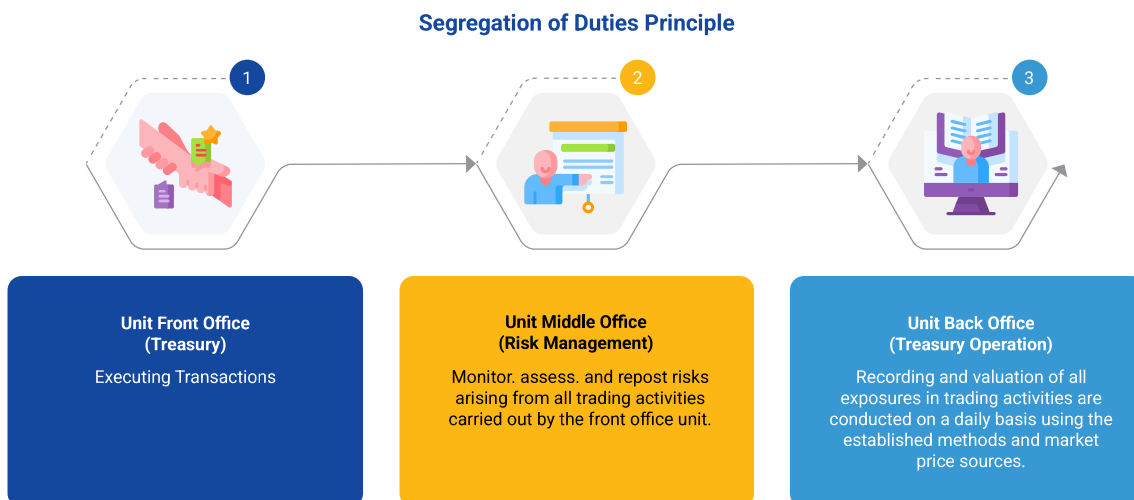 Segregation of Duties Principle
1
2
3
Unit Front Office
(Treasury)
Executing Transactions
Unit Middle Office
(Risk Management)
Monitor. assess. and repost risks
arising from all trading activities
carried out by the front office unit.
Unit Back Office
(Treasury Operation)
Recording and valuation of all
exposures in trading activities are
conducted on a daily basis using the
established methods and market
price sources.